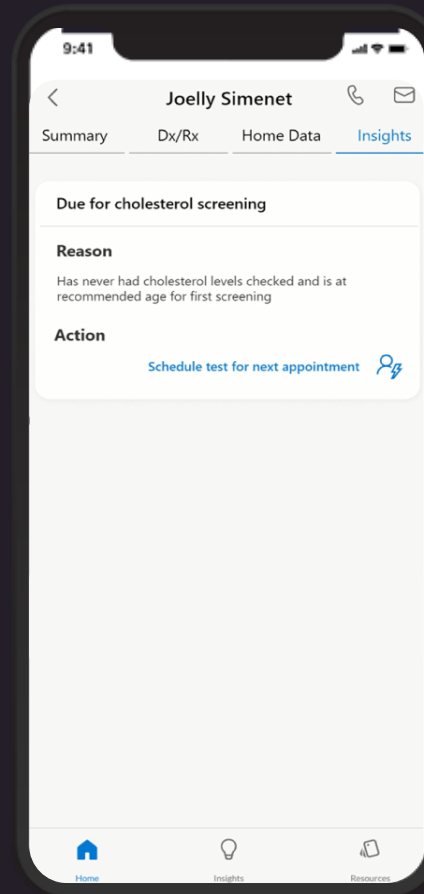 9:41
Joelly Simenet
Summary Dx/Rx Home Data Insights
Due for cholesterol screening
Reason
Has never had cholesterol levels checked and is at
recommended age for first screening
Action
Schedule test for next appointment
Home Insights Resources